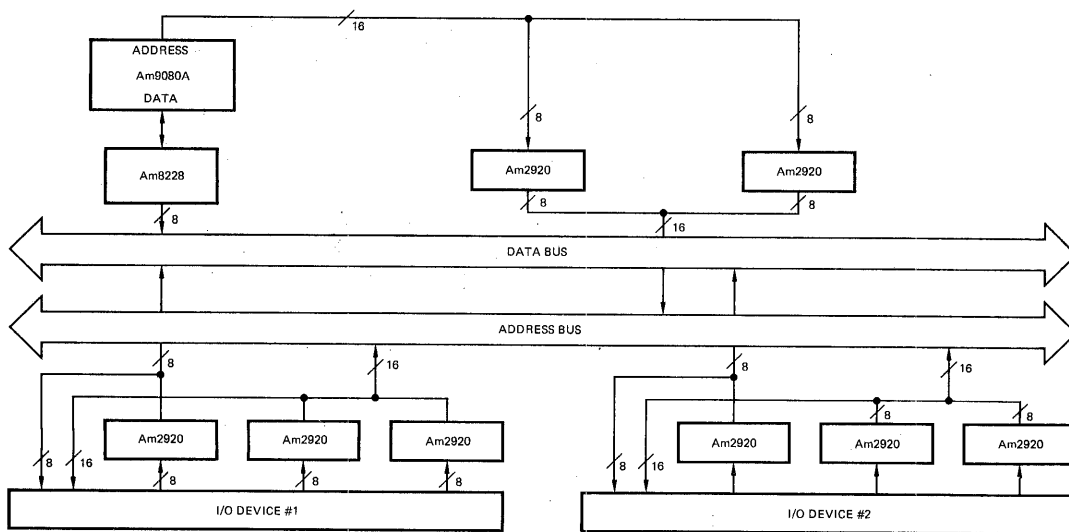 16
ADDRESS
Am9080A
DATA
8
8
Am8228
Am2920
Am2920
8
8
8
16
DATA BUS
ADDRESS BUS
8
16
8
16
8
8
Am2920
Am2920
Am2920
Am2920
Am2920
Am2920
8
16
8
8
8
8
16
I/O DEVICE #1
I/O DEVICE #2